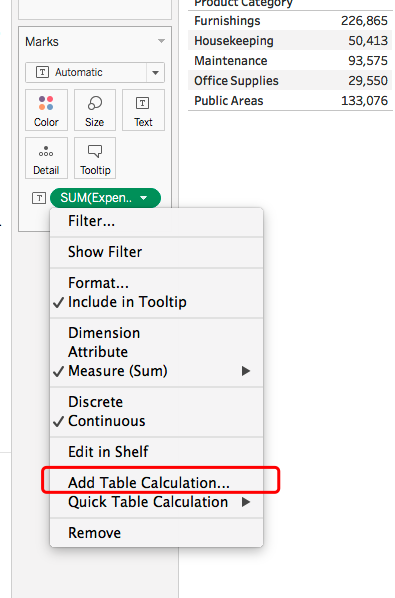 Product Category
Furnishings 226,865
Housekeeping 50,413
Maintenance 93,575
Office Supplies 29,550
Public Areas 133,076
Marks
Automatic
Color Size Text
Detail Tooltip
SUM(Expen..
Filter...
Show Filter
Format...
Include in Tooltip
Dimension
Attribute
Measure (Sum)
Discrete
Continuous
Edit in Shelf
Add Table Calculation...
Quick Table Calculation
Remove